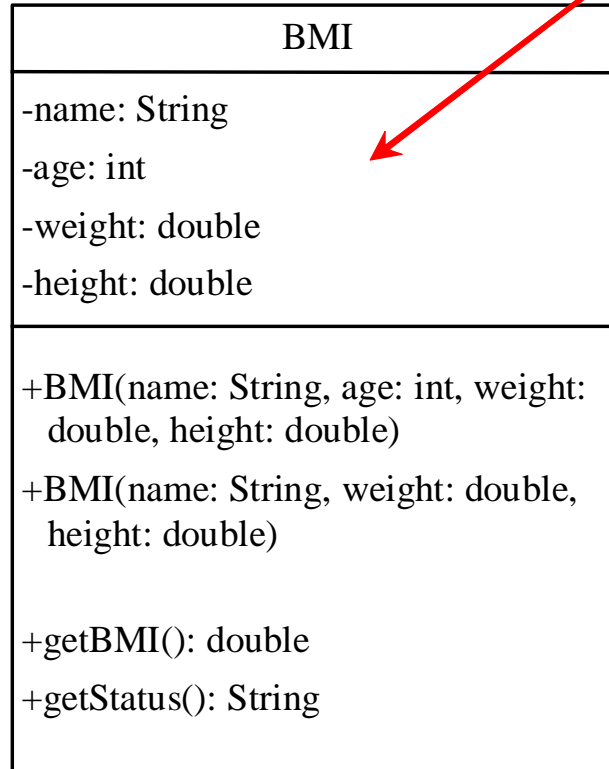 BMI
-name: String
-age: int
-weight: double
-height: double
+BMI(name: String, age: int, weight:
double, height: double)
+BMI(name: String, weight: double,
height: double)
+getBMI(): double
+getStatus(): String